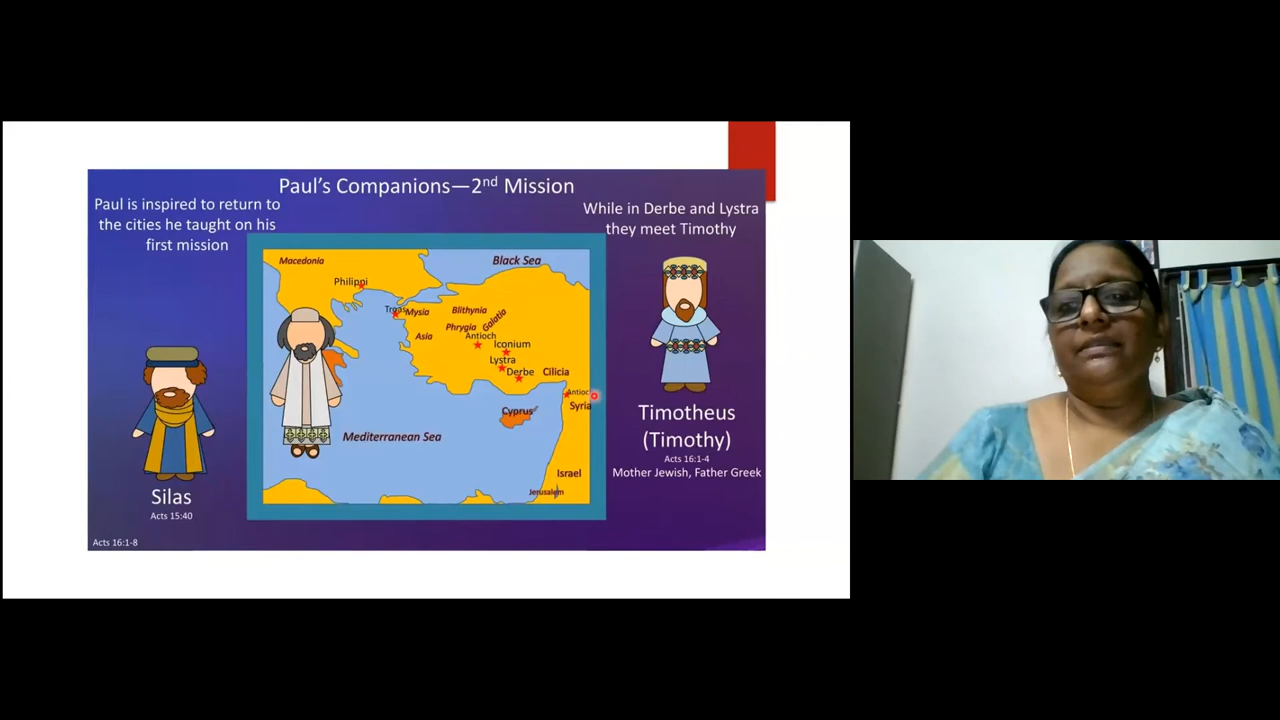 Paul's Companions—2nd Mission
Paul is inspired to return to
the cities he taught on his
first mission
While in Derbe and Lystra
they meet Timothy
Macedonia
Black Sea
Philippi
Troas
Mysia
Blithynia
Asia
Phrygia
Galatia
Antioch
Iconium
Lystra
Derbe
Cilicia
Antioc
Syria
Cyprus
Mediterranean Sea
Israel
Jerusalem
Silas
Acts 15:40
Timotheus
(Timothy)
Acts 16:1-4
Mother Jewish, Father Greek
Acts 16:1-8